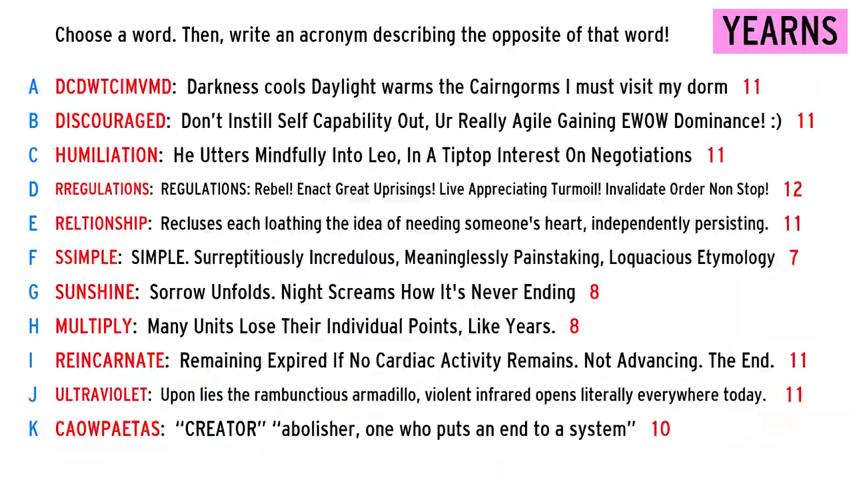 Choose a word. Then, write an acronym describing the opposite of that word!
YEARNS
A DCDWTCIMVMD: Darkness cools Daylight warms the Cairngorms I must visit my dorm 11
B DISCOURAGED: Don't Instill Self Capability Out, Ur Really Agile Gaining EWOW Dominance! :) 11
C HUMILIATION: He Utters Mindfully Into Leo, In A Tiptop Interest On Negotiations 11
D RREGULATIONS: REGULATIONS: Rebel! Enact Great Uprisings! Live Appreciating Turmoil! Invalidate Order Non Stop! 12
E RELTIONSHIP: Recluses each loathing the idea of needing someone's heart, independently persisting. 11
F SSIMPLE: SIMPLE. Surreptitiously Incredulous, Meaninglessly Painstaking, Loquacious Etymology 7
G SUNSHINE: Sorrow Unfolds. Night Screams How It's Never Ending 8
H MULTIPLY: Many Units Lose Their Individual Points, Like Years. 8
I REINCARNATE: Remaining Expired If No Cardiac Activity Remains. Not Advancing. The End. 11
J ULTRAVIOLET: Upon lies the rambunctious armadillo, violent infrared opens literally everywhere today. 11
K CAOWPAETAS: "CREATOR" "abolisher, one who puts an end to a system" 10